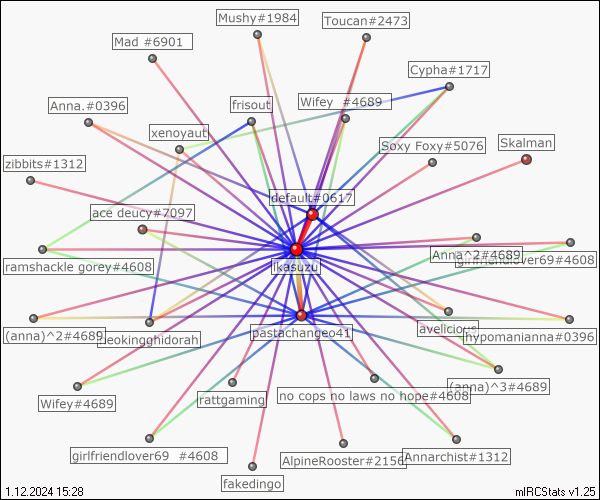 Mushy#1984
Toucan#2473
Mad #6901
Cypha#1717
Anna.#0396
frisout
Wifey #4689
xenoyaut
Soxy Foxy#5076
Skalman
zibbits#1312
default#0617
ace deucy#7097
Anna^2#4689
girlfriendlover69#4608
ramshackle gorey#4608
ikasuzu
(anna)^2#4689
neokingghidorah
pastachangeo41
avelicious
hypomanianna#0396
(anna)^3#4689
Wifey#4689
rattgaming
no cops no laws no hope#4608
girlfriendlover69 #4608
AlpineRooster#2156
Annarchist#1312
fakedingo
1.12.2024 15:28
mIRCStats v1.25